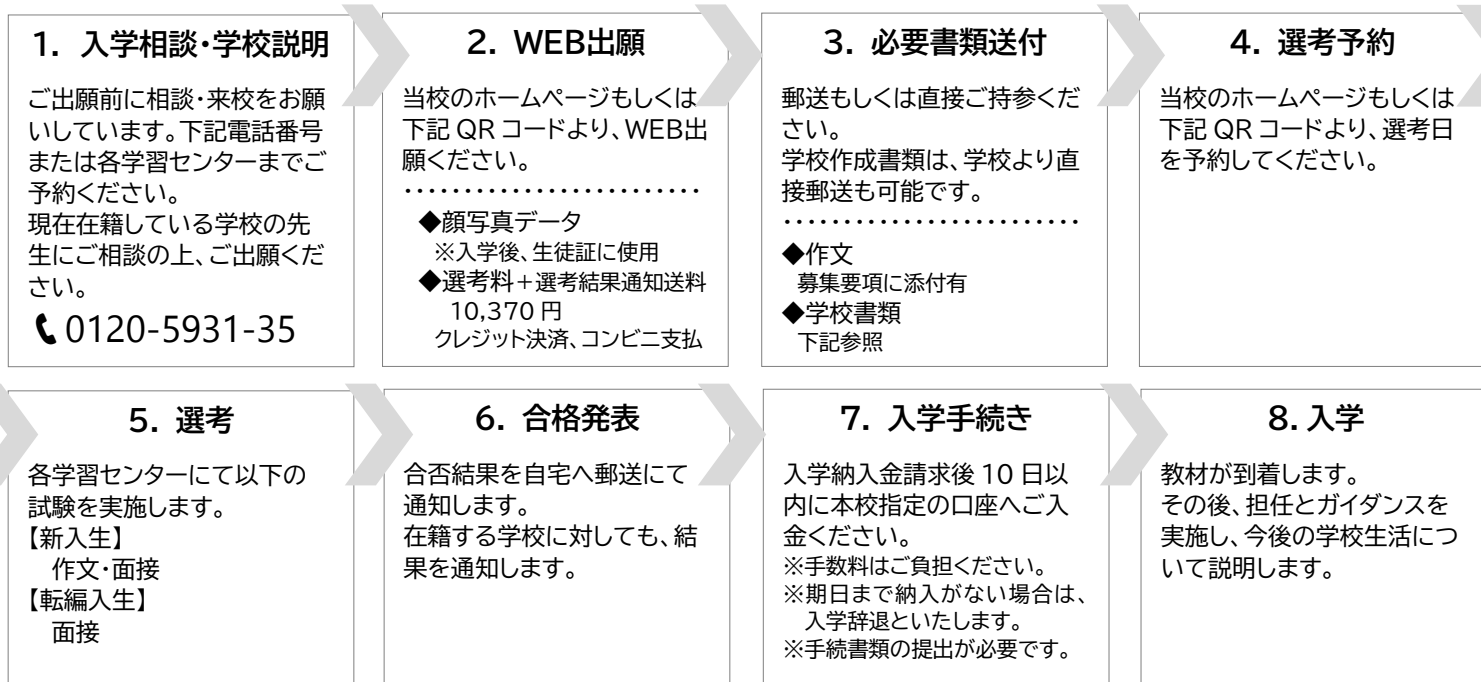 1. 入学相談・学校説明
ご出願前に相談・来校をお願
いしています。下記電話番号
または各学習センターまでご
予約ください。
現在在籍している学校の先
生にご相談の上、ご出願くだ
さい。
0120-5931-35
2. WEB出願
当校のホームページもしくは
下記 QR コードより、WEB出
願ください。
・・・・・・・・・・・・・・・・・・・・・・・・・
◆顔写真データ
※入学後、生徒証に使用
◆選考料＋選考結果通知送料
10,370 円
クレジット決済、コンビニ支払
3. 必要書類送付
郵送もしくは直接ご持参くだ
さい。
学校作成書類は、学校より直
接郵送も可能です。
・・・・・・・・・・・・・・・・・・・・・・・・・
◆作文
募集要項に添付有
◆学校書類
下記参照
4. 選考予約
当校のホームページもしくは
下記 QR コードより、選考日
を予約してください。
5. 選考
各学習センターにて以下の
試験を実施します。
【新入生】
作文・面接
【転編入生】
面接
6. 合格発表
合否結果を自宅へ郵送にて
通知します。
在籍する学校に対しても、結
果を通知します。
7. 入学手続き
入学納入金請求後 10 日以
内に本校指定の口座へご入
金ください。
※手数料はご負担ください。
※期日まで納入がない場合は、
入学辞退といたします。
※手続書類の提出が必要です。
8. 入学
教材が到着します。
その後、担任とガイダンスを
実施し、今後の学校生活につ
いて説明します。